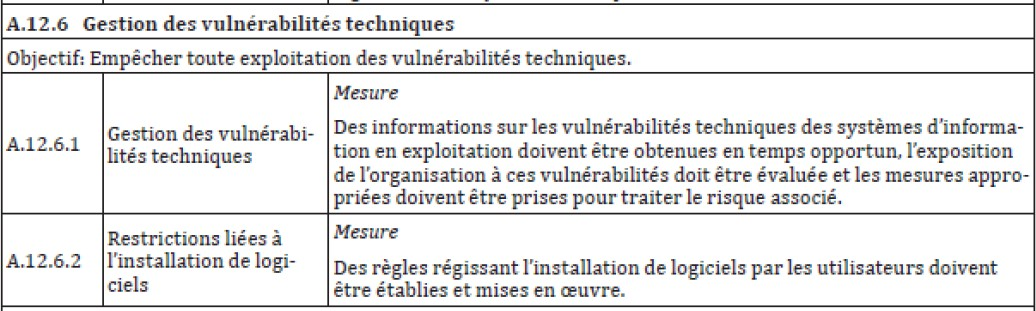 A.12.6 Gestion des vulnérabilités techniques
Objectif: Empêcher toute exploitation des vulnérabilités techniques.
A.12.6.1
Gestion des vulnérabi-
lités techniques
Mesure
Des informations sur les vulnérabilités techniques des systèmes d'informa-
tion en exploitation doivent être obtenues en temps opportun, l'exposition
de l'organisation à ces vulnérabilités doit être évaluée et les mesures appro-
priées doivent être prises pour traiter le risque associé.
A.12.6.2
Restrictions liées à
l'installation de logi-
ciels
Mesure
Des règles régissant l'installation de logiciels par les utilisateurs doivent
être établies et mises en œuvre.